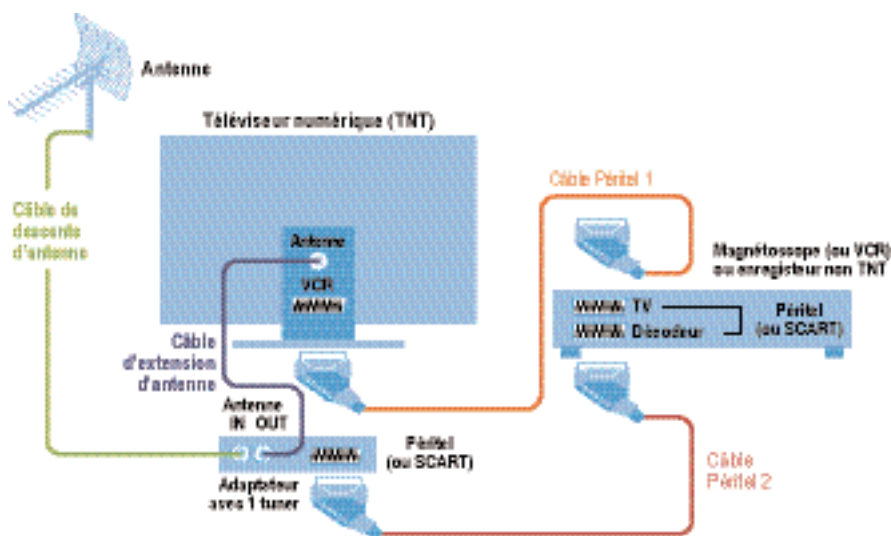 Antenne
Téléviseur numérique (TNT)
Câble Péritel 1
Câble de
descente
d'antenne
Antenne
VCR
Magnétoscope (ou VCR)
ou enregisteur non TNT
TV
Décodeur
Péritel
(ou SCART)
Câble
d'extension
d'antenne
Antenne
IN OUT
Péritel
(ou SCART)
Adaptateur
avec 1 tuner
Câble
Péritel 2